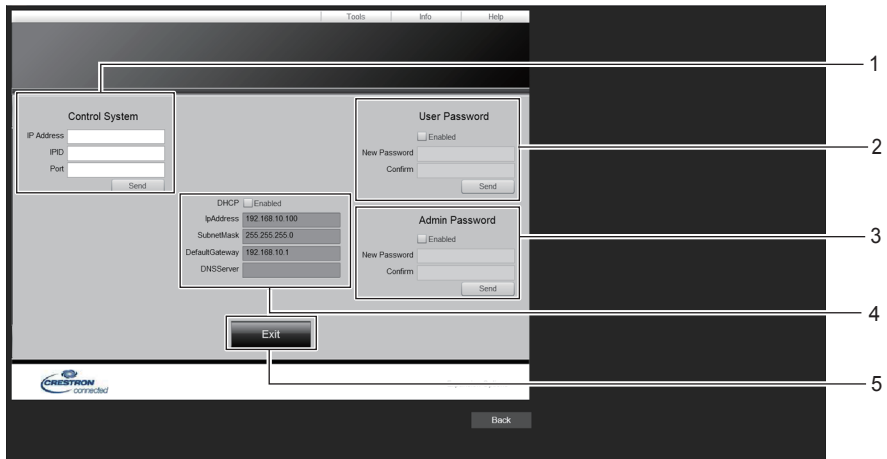 Tools Info Help
1
Control System
IP Address
IPID
Port
Send
User Password
Enabled
New Password
Confirm
Send
2
DHCP Enabled
IpAddress 192.168.10.100
SubnetMask 255.255.255.0
DefaultGateway 192.168.10.1
DNSServer
Admin Password
Enabled
New Password
Confirm
Send
3
4
Exit
5
CRESTRON
connected
Back